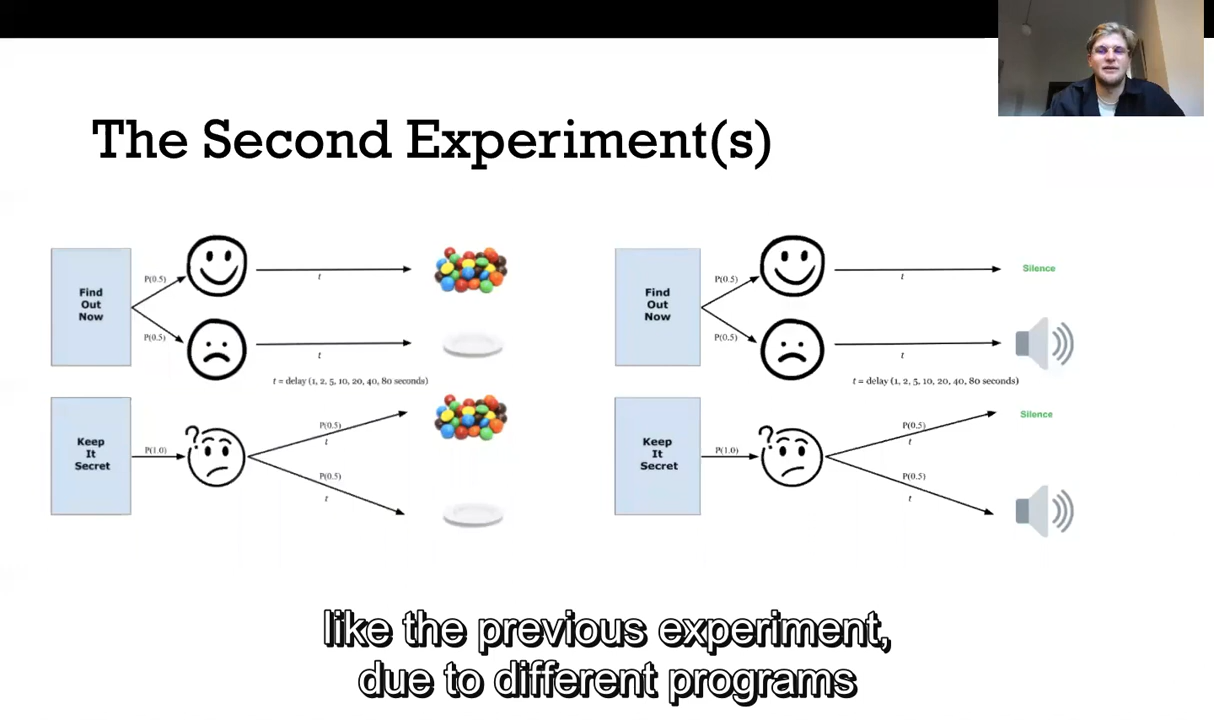 The Second Experiment(s)
Find
Out
Now
P(0.5)
P(0.5)
t
t
t = delay (1, 2, 5, 10, 20, 40, 80 seconds)
Keep
It
Secret
P(1.0)
?
P(0.5)
t
P(0.5)
t
Find
Out
Now
P(0.5)
P(0.5)
t
Silence
t
t = delay (1, 2, 5, 10, 20, 40, 80 seconds)
Keep
It
Secret
P(1.0)
?
P(0.5)
t
Silence
P(0.5)
t
like the previous experiment,
due to different programs